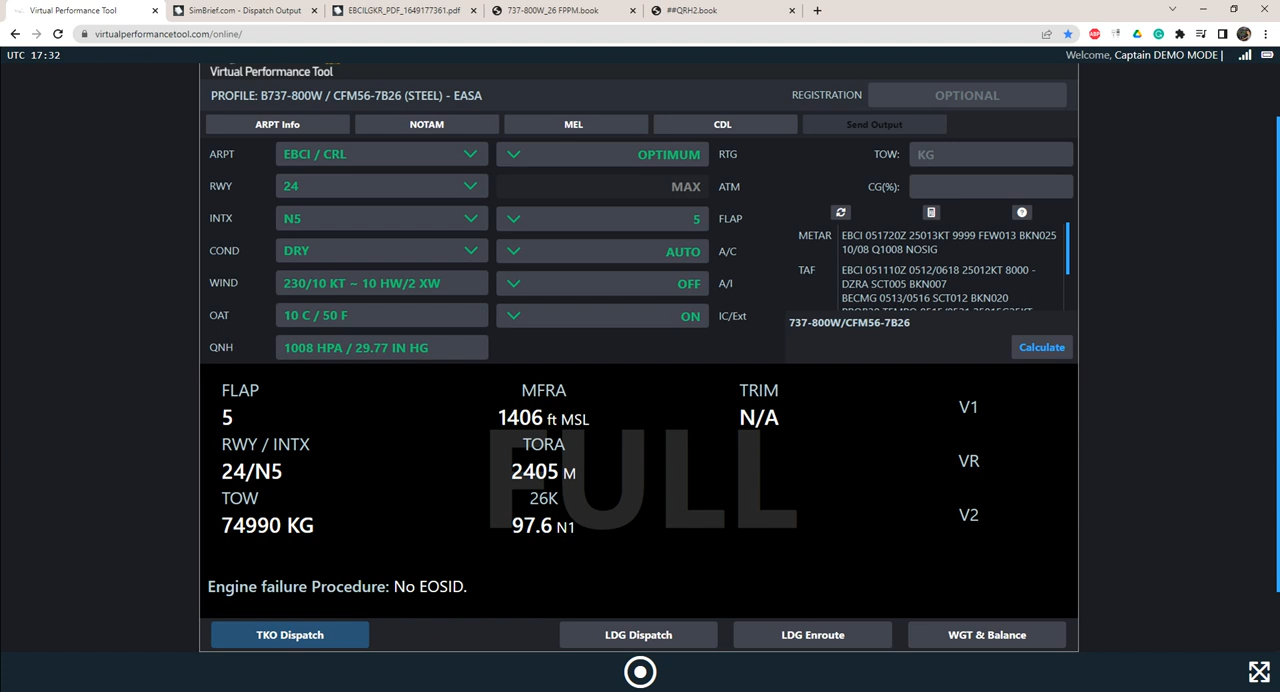 Virtual Performance Tool
SimBrief.com - Dispatch Output
EBCILGKR_PDF_1649177361.pdf
737-800W_26 FPPM.book
##QRH2.book
virtualperformancetool.com/online/
UTC 17:32
Welcome, Captain DEMO MODE |
Virtual Performance Tool
PROFILE: B737-800W / CFM56-7B26 (STEEL) - EASA
REGISTRATION
OPTIONAL
ARPT Info
NOTAM
MEL
CDL
Send Output
ARPT
EBCI / CRL
OPTIMUM
RTG
TOW:
KG
RWY
24
MAX
ATM
CG(%):
INTX
N5
5
FLAP
COND
DRY
AUTO
A/C
METAR
EBCI 051720Z 25013KT 9999 FEW013 BKN025
10/08 Q1008 NOSIG
WIND
230/10 KT ~ 10 HW/2 XW
OFF
A/I
TAF
EBCI 051110Z 0512/0618 25012KT 8000 -
DZRA SCT005 BKN007
BECMG 0513/0516 SCT012 BKN020
OAT
10 C / 50 F
ON
IC/Ext
737-800W/CFM56-7B26
QNH
1008 HPA / 29.77 IN HG
Calculate
FLAP
5
MFRA
1406 ft MSL
TRIM
N/A
V1
RWY / INTX
24/N5
TORA
2405 M
VR
TOW
74990 KG
26K
97.6 N1
V2
FULL
Engine failure Procedure: No EOSID.
TKO Dispatch
LDG Dispatch
LDG Enroute
WGT & Balance